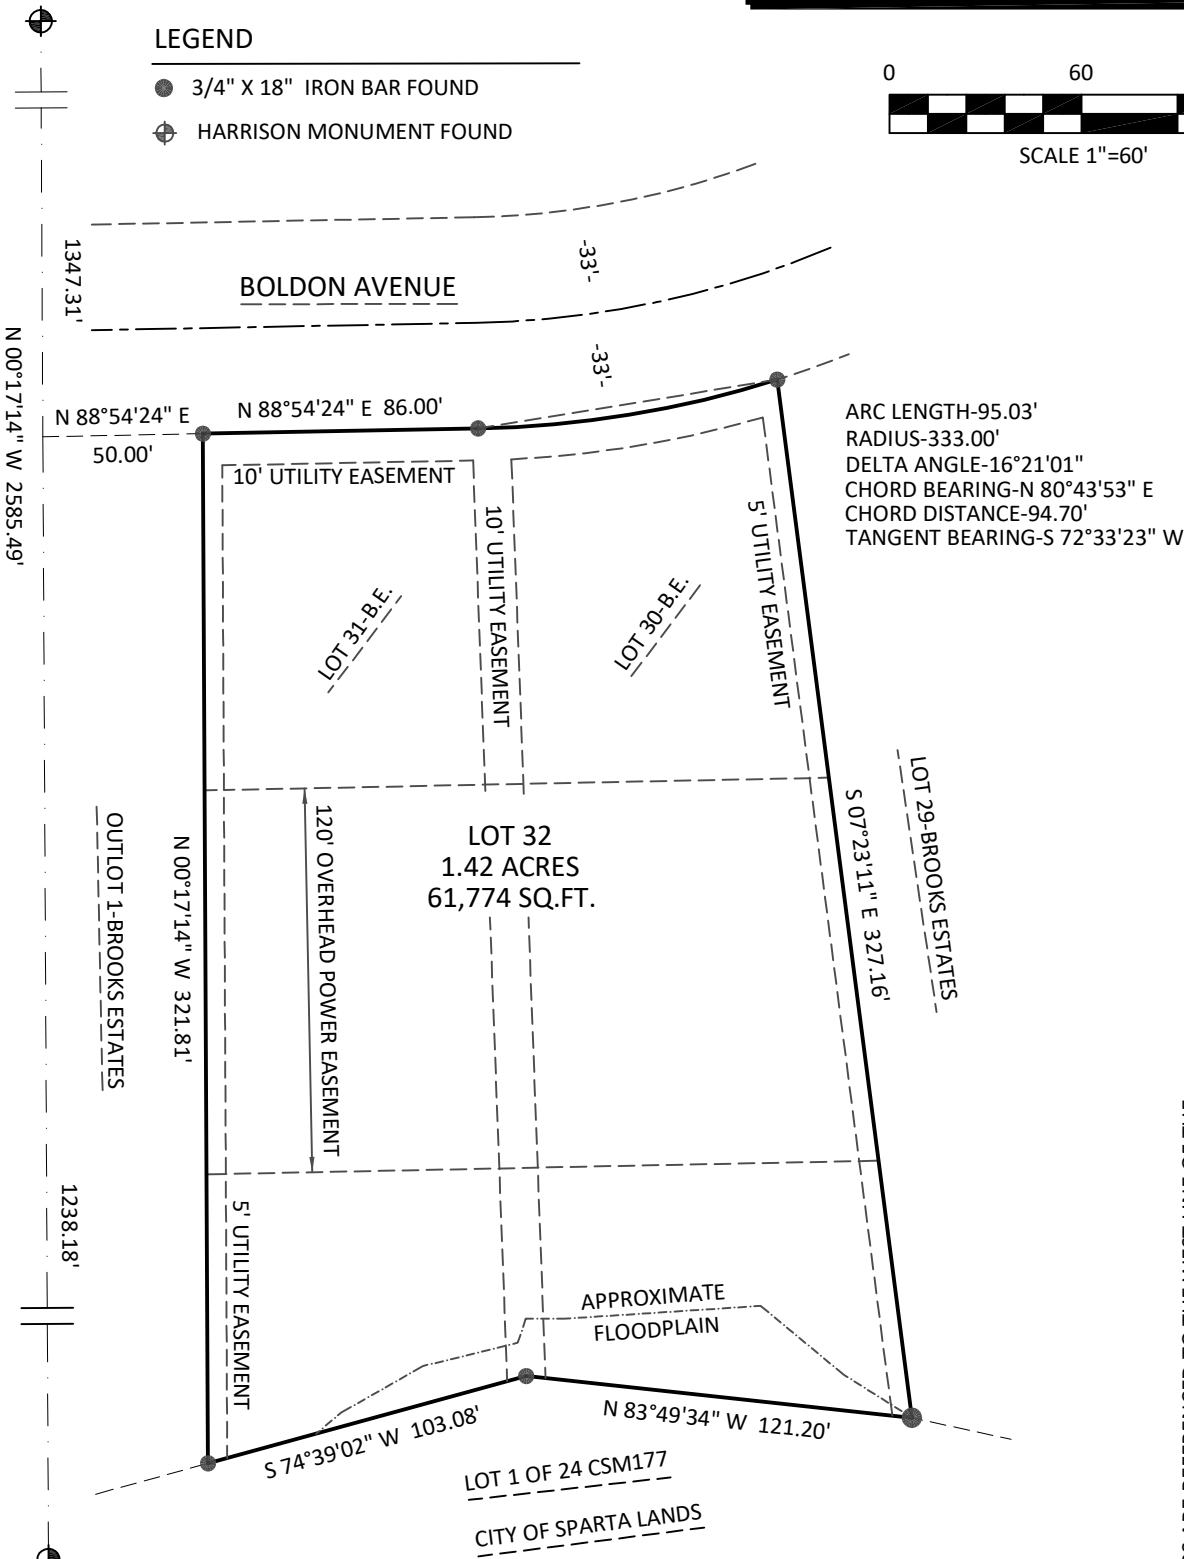 LEGEND
3/4" X 18" IRON BAR FOUND
HARRISON MONUMENT FOUND
0 60
SCALE 1"=60'
1347.31'
N 00°17'14" W 2585.49'
1238.18'
BOLDON AVENUE
-33'-
-33'-
N 88°54'24" E
50.00'
N 88°54'24" E 86.00'
ARC LENGTH-95.03'
RADIUS-333.00'
DELTA ANGLE-16°21'01"
CHORD BEARING-N 80°43'53" E
CHORD DISTANCE-94.70'
TANGENT BEARING-S 72°33'23" W
10' UTILITY EASEMENT
10' UTILITY EASEMENT
5' UTILITY EASEMENT
LOT 31-B.E.
LOT 30-B.E.
LOT 32
1.42 ACRES
61,774 SQ.FT.
120' OVERHEAD POWER EASEMENT
N 00°17'14" W 321.81'
OUTLOT 1-BROOKS ESTATES
S 07°23'11" E 327.16'
LOT 29-BROOKS ESTATES
5' UTILITY EASEMENT
APPROXIMATE
FLOODPLAIN
S 74°39'02" W 103.08'
N 83°49'34" W 121.20'
LOT 1 OF 24 CSM177
CITY OF SPARTA LANDS